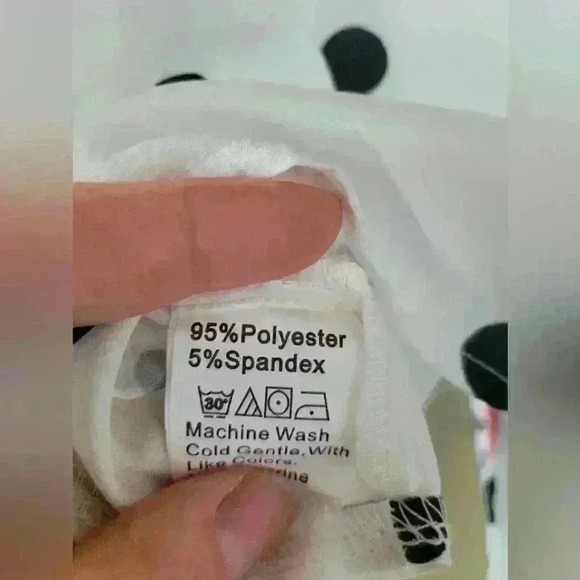 95%Polyester
5%Spandex
30°
Machine Wash
Cold Gentle.With
Like Colors.